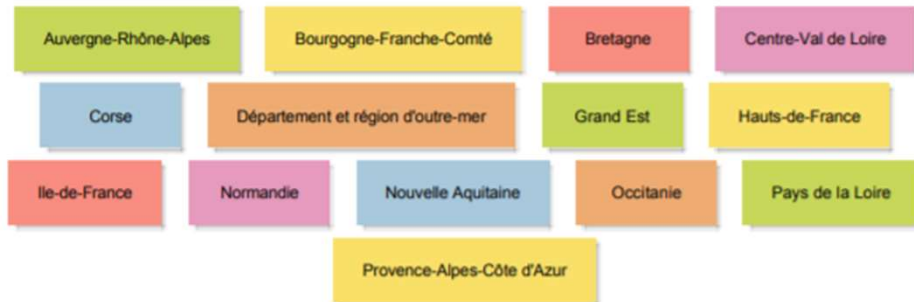 Auvergne-Rhône-Alpes
Bourgogne-Franche-Comté
Bretagne
Centre-Val de Loire
Corse
Département et région d'outre-mer
Grand Est
Hauts-de-France
Ile-de-France
Normandie
Nouvelle Aquitaine
Occitanie
Pays de la Loire
Provence-Alpes-Côte d'Azur